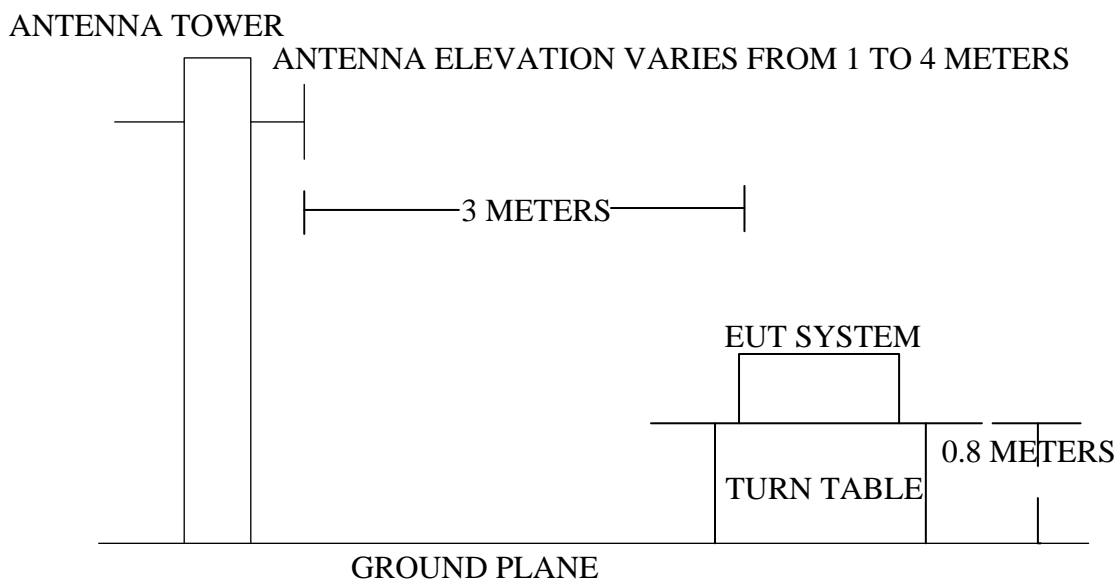 ANTENNA TOWER
ANTENNA ELEVATION VARIES FROM 1 TO 4 METERS
3 METERS
EUT SYSTEM
0.8 METERS
TURN TABLE
GROUND PLANE